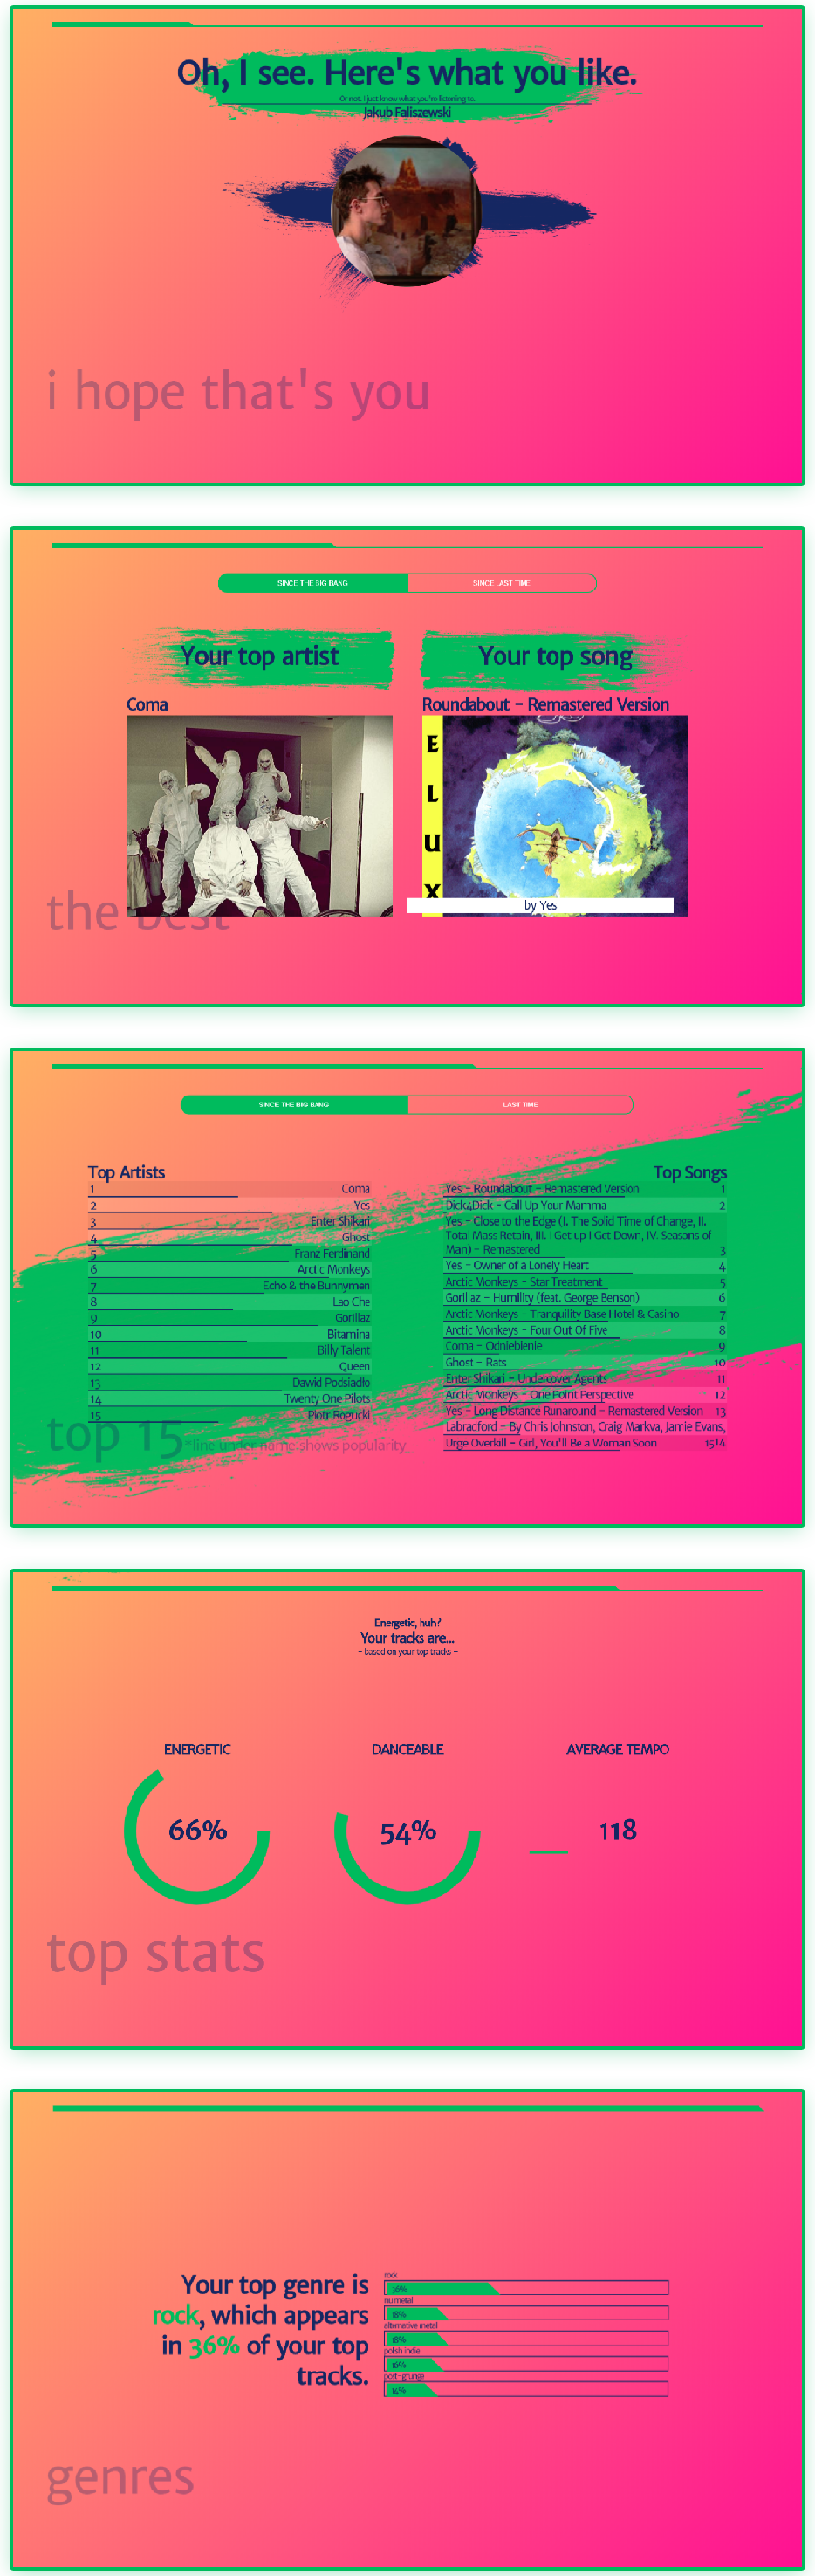 Oh, I see. Here's what you like.
Or not. I just know what you're listening to.
Jakub Faliszewski
i hope that's you
SINCE THE BIG BANG
SINCE LAST TIME
Your top artist
Your top song
Coma
Roundabout - Remastered Version
E
L
U
X
by Yes
the best
SINCE THE BIG BANG
LAST TIME
Top Artists
1 Coma
2 Yes
3 Enter Shikari
4 Ghost
5 Franz Ferdinand
6 Arctic Monkeys
7 Echo & the Bunnymen
8 Lao Che
9 Gorillaz
10 Bitamina
11 Billy Talent
12 Queen
13 Dawid Podsiadło
14 Twenty One Pilots
15 Piotr Rogucki
Top Songs
Yes - Roundabout - Remastered Version 1
Dick4Dick - Call Up Your Mamma 2
Yes - Close to the Edge (I. The Solid Time of Change, II.
Total Mass Retain, III. I Get up I Get Down, IV. Seasons of
Man) - Remastered 3
Yes - Owner of a Lonely Heart 4
Arctic Monkeys - Star Treatment 5
Gorillaz - Humility (feat. George Benson) 6
Arctic Monkeys - Tranquility Base Hotel & Casino 7
Arctic Monkeys - Four Out Of Five 8
Coma - Odniebienie 9
Ghost - Rats 10
Enter Shikari - Undercover Agents 11
Arctic Monkeys - One Point Perspective 12
Yes - Long Distance Runaround - Remastered Version 13
Labradford - By Chris Johnston, Craig Markva, Jamie Evans,
14
Urge Overkill - Girl, You'll Be a Woman Soon 15
top 15
*line under name shows popularity
Energetic, huh?
Your tracks are...
- based on your top tracks -
ENERGETIC
DANCEABLE
AVERAGE TEMPO
66%
54%
118
top stats
Your top genre is
rock, which appears
in 36% of your top
tracks.
rock
36%
nu metal
18%
alternative metal
18%
polish indie
16%
post-grunge
14%
genres